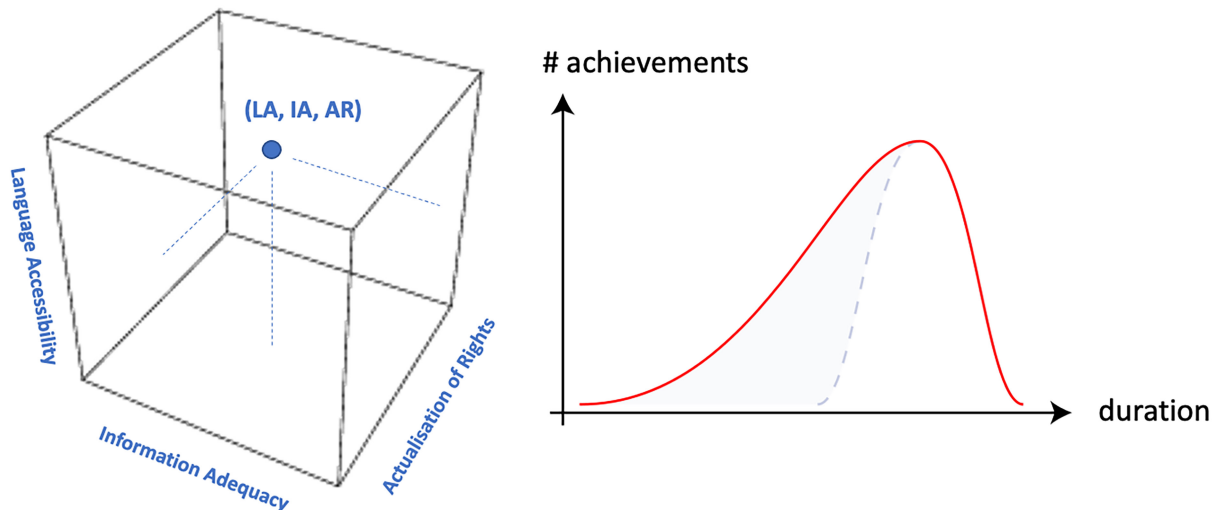 (LA, IA, AR)
Language Accessibility
Information Adequacy
Actualisation of Rights
# achievements
duration